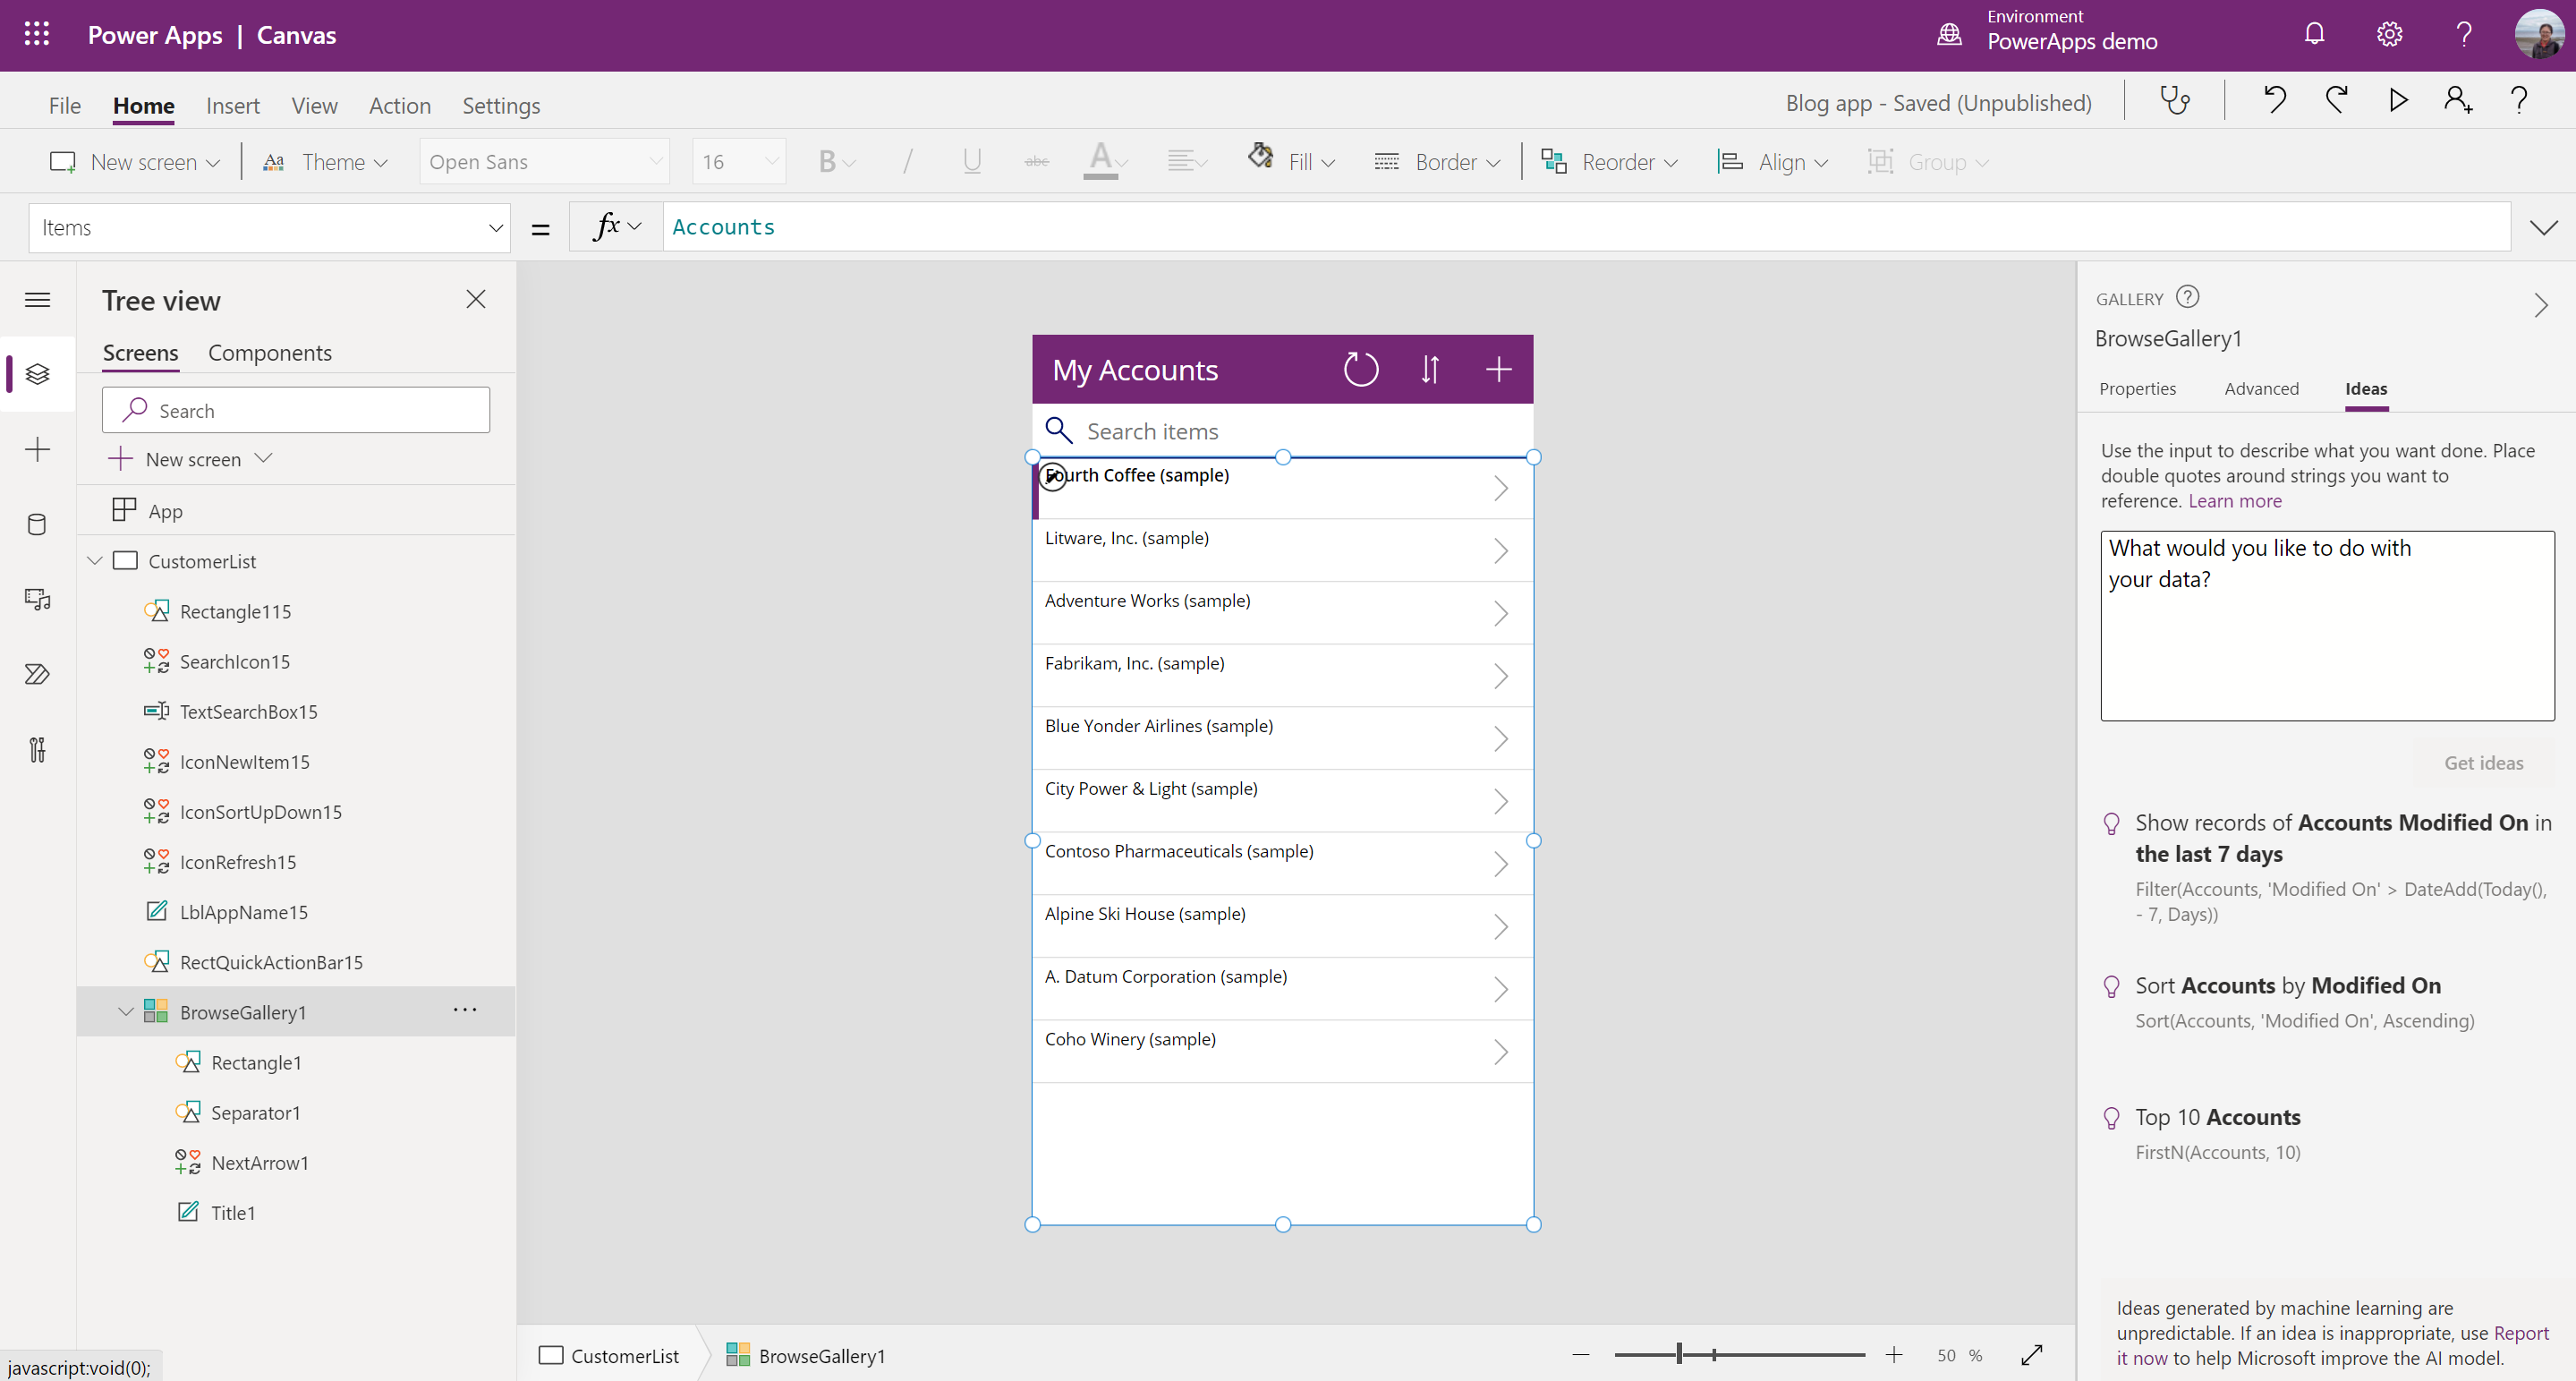 Power Apps | Canvas
Environment
PowerApps demo
File Home Insert View Action Settings
Blog app - Saved (Unpublished)
New screen
Theme
Open Sans
16
B
abc
A
Fill
Border
Reorder
Align
Group
Items
=
fx
Accounts
Tree view
Screens Components
Search
New screen
App
CustomerList
Rectangle115
SearchIcon15
TextSearchBox15
IconNewItem15
IconSortUpDown15
IconRefresh15
LblAppName15
RectQuickActionBar15
BrowseGallery1
Rectangle1
Separator1
NextArrow1
Title1
javascript:void(0);
My Accounts
Search items
Fourth Coffee (sample)
Litware, Inc. (sample)
Adventure Works (sample)
Fabrikam, Inc. (sample)
Blue Yonder Airlines (sample)
City Power & Light (sample)
Contoso Pharmaceuticals (sample)
Alpine Ski House (sample)
A. Datum Corporation (sample)
Coho Winery (sample)
CustomerList
BrowseGallery1
50 %
GALLERY
BrowseGallery1
Properties Advanced Ideas
Use the input to describe what you want done. Place
double quotes around strings you want to
reference. Learn more
What would you like to do with
your data?
Get ideas
Show records of Accounts Modified On in
the last 7 days
Filter(Accounts, 'Modified On' > DateAdd(Today(),
- 7, Days))
Sort Accounts by Modified On
Sort(Accounts, 'Modified On', Ascending)
Top 10 Accounts
FirstN(Accounts, 10)
Ideas generated by machine learning are
unpredictable. If an idea is inappropriate, use Report
it now to help Microsoft improve the AI model.